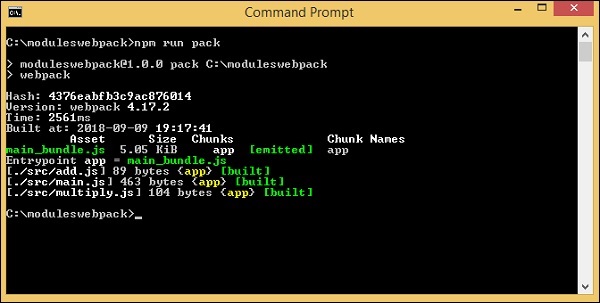 Command Prompt
C:\moduleswebpack>npm run pack
> moduleswebpack@1.0.0 pack C:\moduleswebpack
> webpack
Hash: 4376eabfb3c9ac876014
Version: webpack 4.17.2
Time: 2561ms
Built at: 2018-09-09 19:17:41
Asset Size Chunks Chunk Names
main_bundle.js 5.05 KiB app [emitted] app
Entrypoint app = main_bundle.js
[./src/add.js] 89 bytes {app} [built]
[./src/main.js] 463 bytes {app} [built]
[./src/multiply.js] 104 bytes {app} [built]
C:\moduleswebpack>_